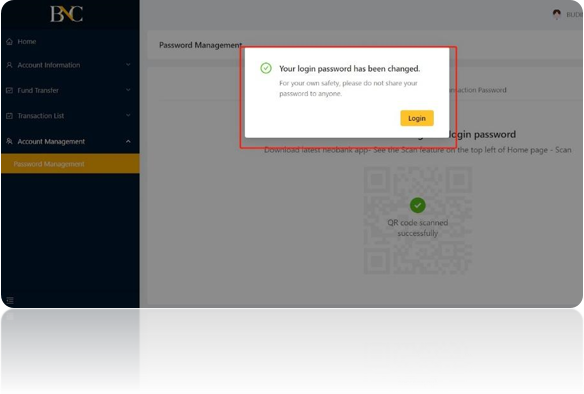 BNC
BUDI
Home
Password Management
Account Information
Your login password has been changed.
For your own safety, please do not share your
password to anyone.
Fund Transfer
Password
Login
Transaction List
Account Management
login password
Download latest neobank app- See the Scan feature on the top left of Home page - Scan
Password Management
QR code scanned
successfully